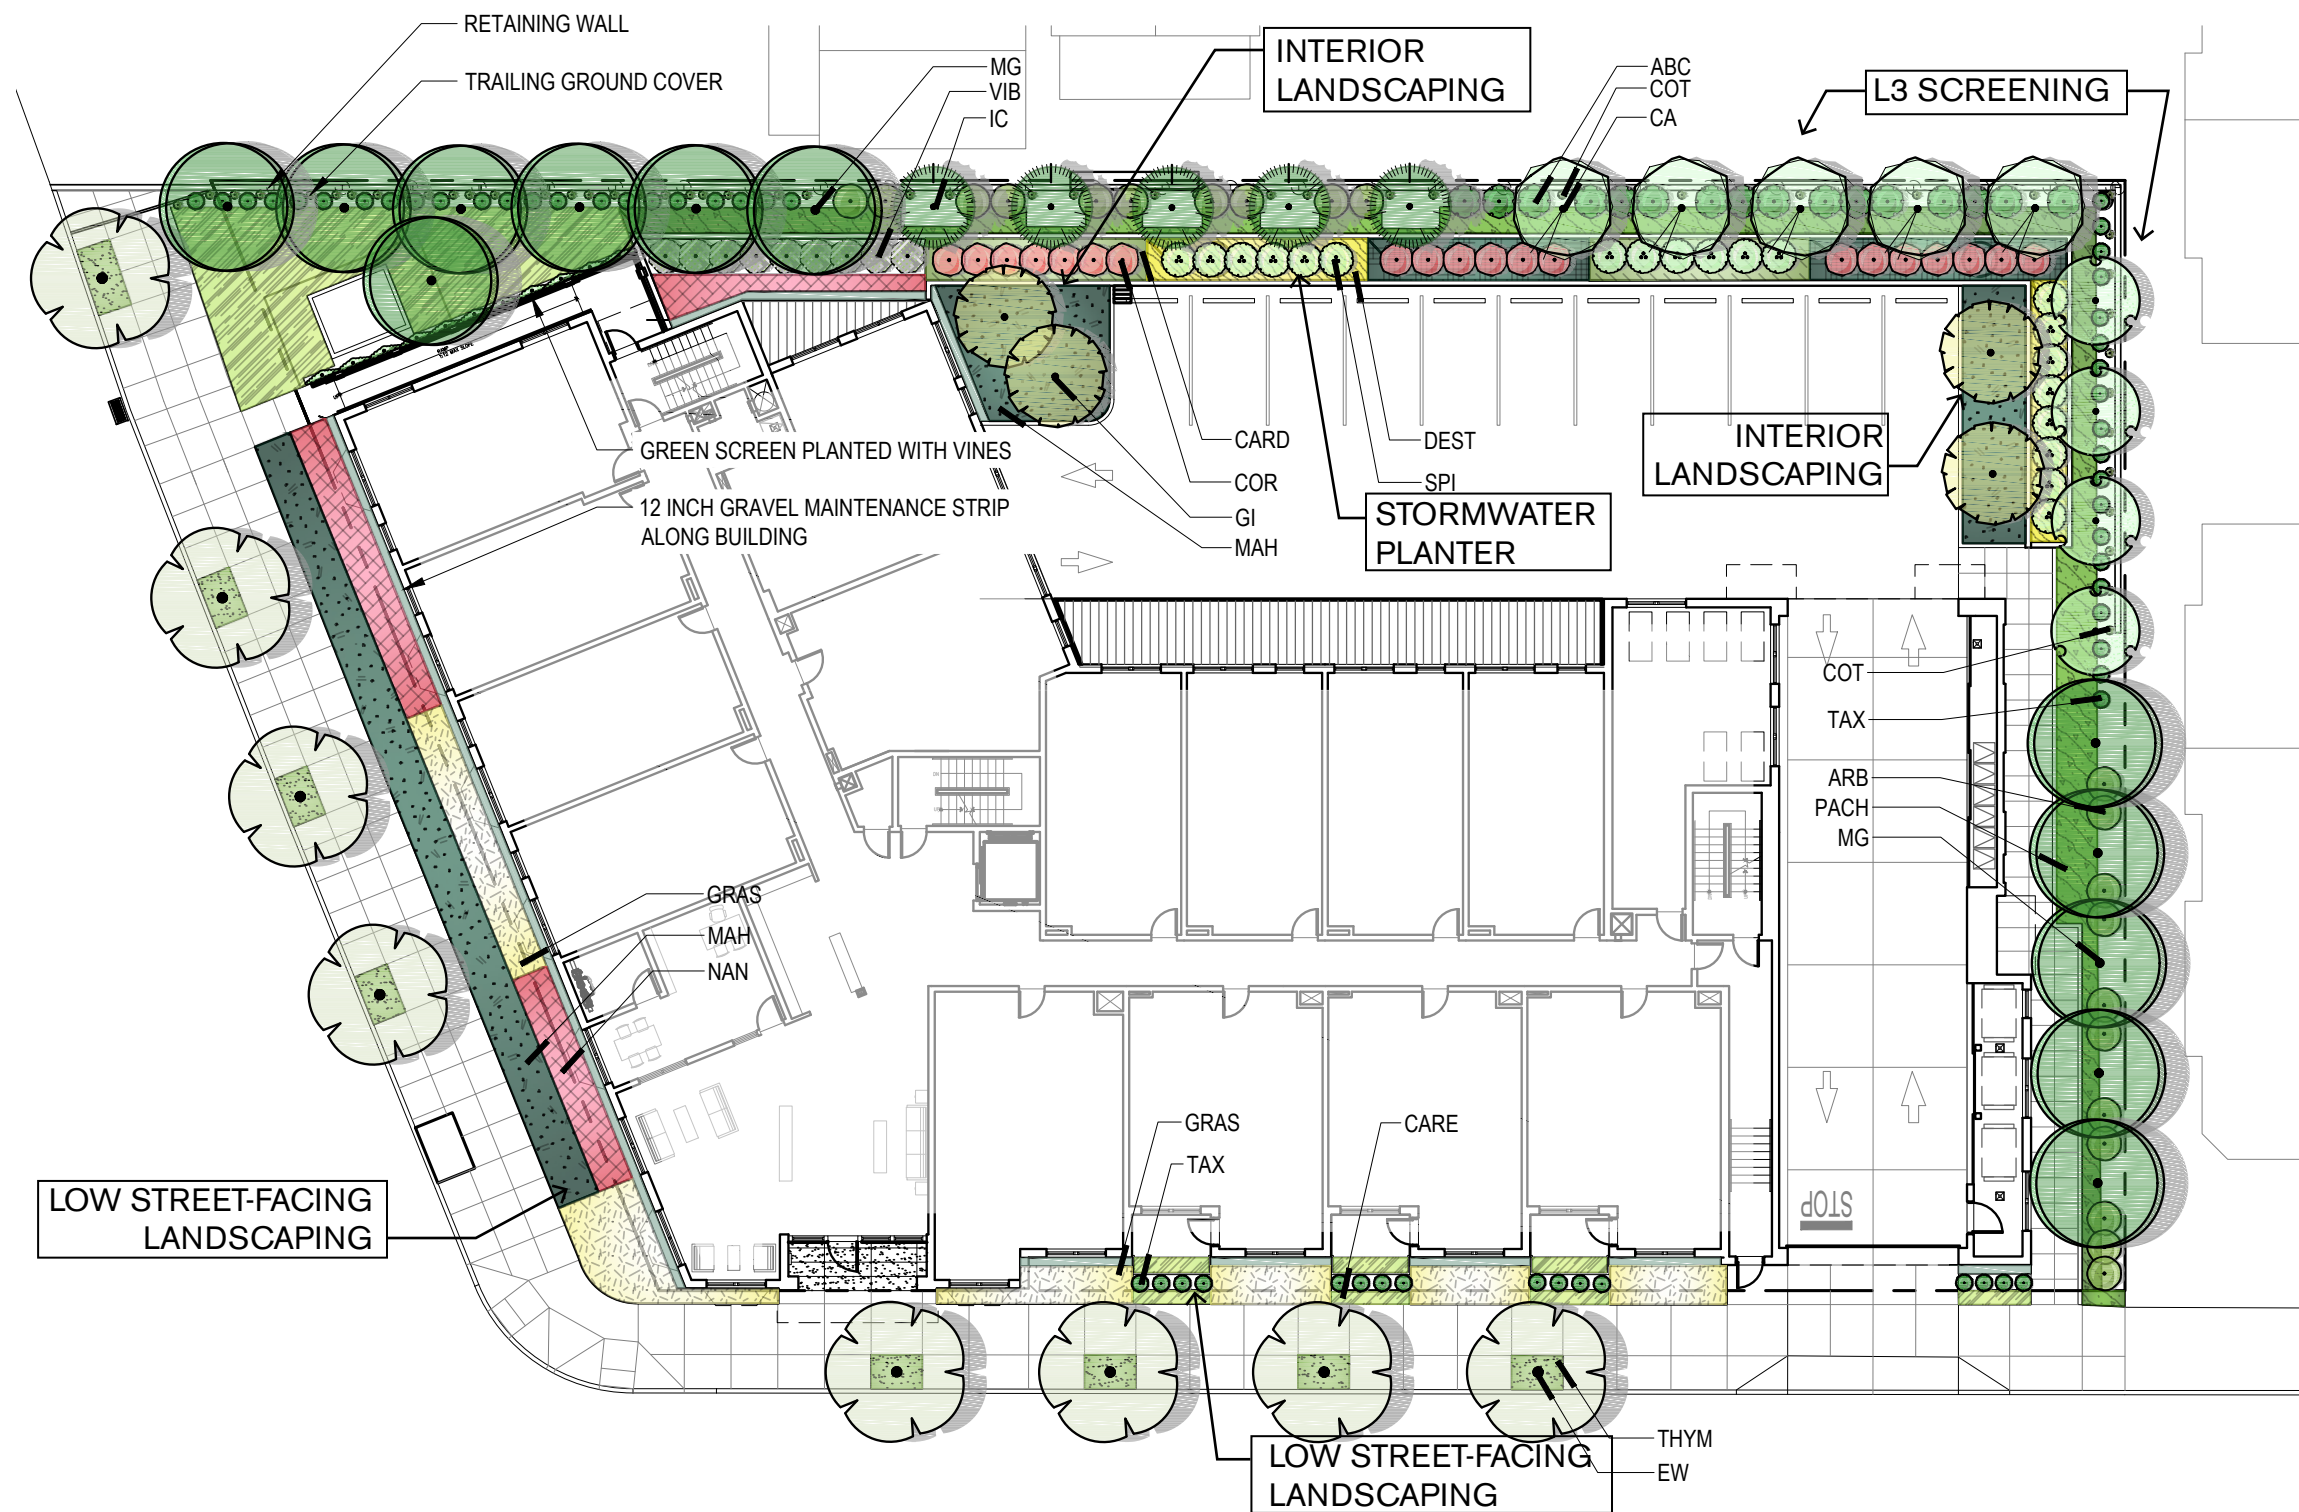 RETAINING WALL
TRAILING GROUND COVER
MG
VIB
IC
INTERIOR
LANDSCAPING
ABC
COT
CA
L3 SCREENING
GREEN SCREEN PLANTED WITH VINES
12 INCH GRAVEL MAINTENANCE STRIP
ALONG BUILDING
CARD
COR
GI
MAH
DEST
SPI
STORMWATER
PLANTER
INTERIOR
LANDSCAPING
COT
TAX
ARB
PACH
MG
GRAS
MAH
NAN
GRAS
TAX
CARE
STOP
LOW STREET-FACING
LANDSCAPING
THYM
EW
LOW STREET-FACING
LANDSCAPING